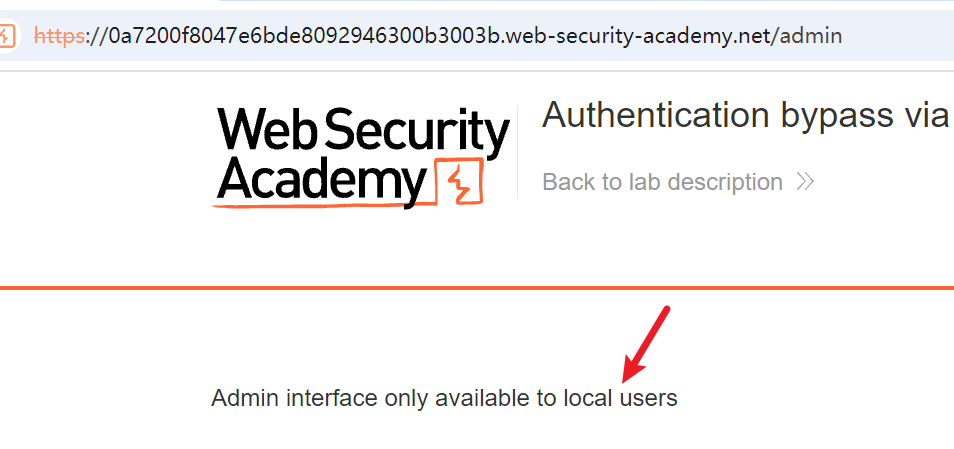 https://0a7200f8047e6bde8092946300b3003b.web-security-academy.net/admin
Web Security
Academy
Authentication bypass via
Back to lab description
Admin interface only available to local users